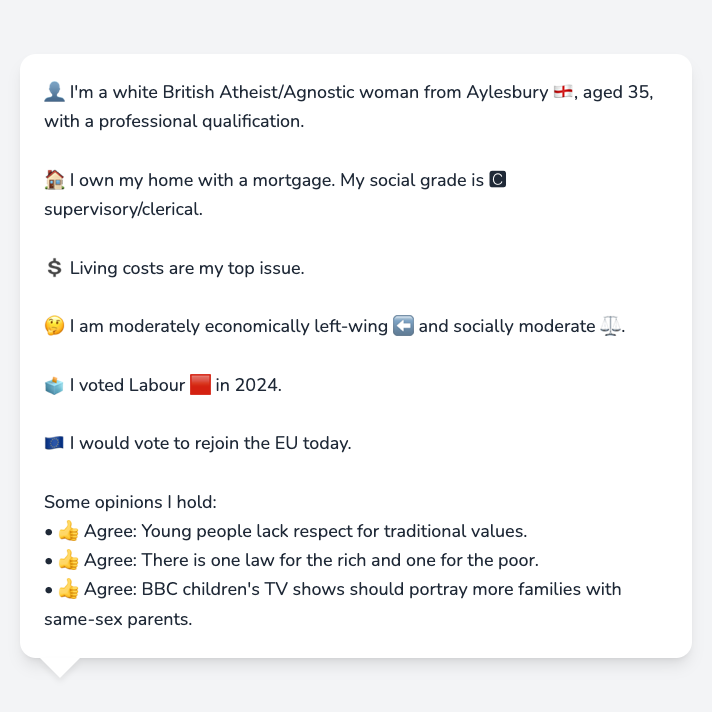 👤 I'm a white British Atheist/Agnostic woman from Aylesbury 🏴󠁧󠁢󠁥󠁮󠁧󠁿, aged 35,
with a professional qualification.
🏠 I own my home with a mortgage. My social grade is 🅲
supervisory/clerical.
💲 Living costs are my top issue.
🤔 I am moderately economically left-wing ⬅️ and socially moderate ⚖️.
🗳️ I voted Labour 🟥 in 2024.
🇪🇺 I would vote to rejoin the EU today.
Some opinions I hold:
• 👍 Agree: Young people lack respect for traditional values.
• 👍 Agree: There is one law for the rich and one for the poor.
• 👍 Agree: BBC children's TV shows should portray more families with
same-sex parents.